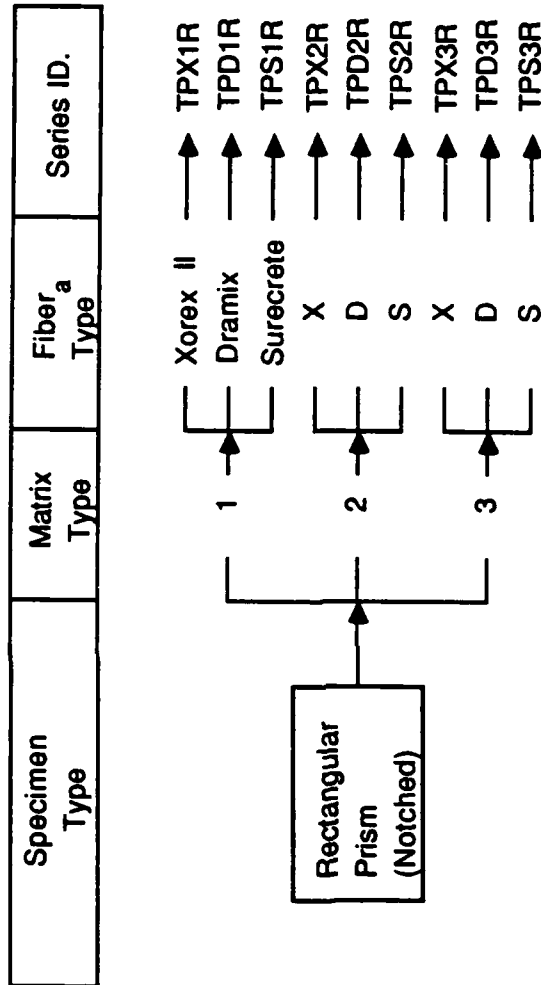 Specimen
Type
Matrix
Type
Fiber a
Type
Series ID.
Rectangular
Prism
(Notched)
1
2
3
Xorex II
Dramix
Surecrete
X
D
S
X
D
S
TPX1R
TPD1R
TPS1R
TPX2R
TPD2R
TPS2R
TPX3R
TPD3R
TPS3R